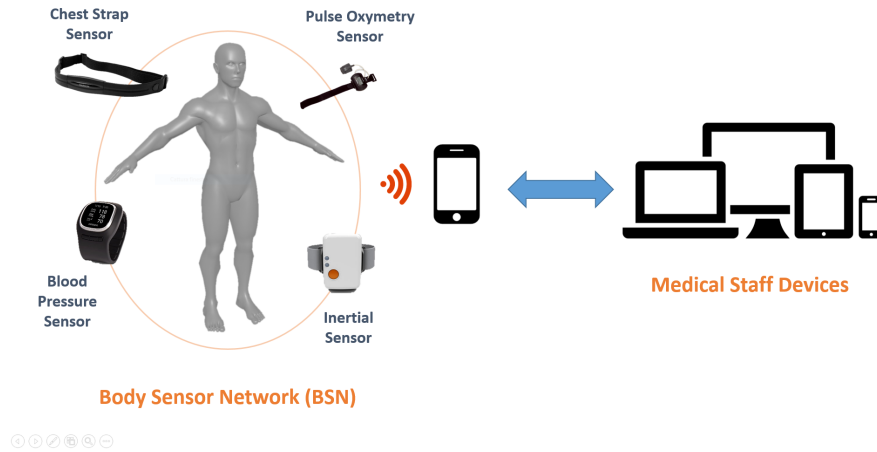 Chest Strap
Sensor
Pulse Oxymetry
Sensor
Blood
Pressure
Sensor
Inertial
Sensor
Medical Staff Devices
Body Sensor Network (BSN)